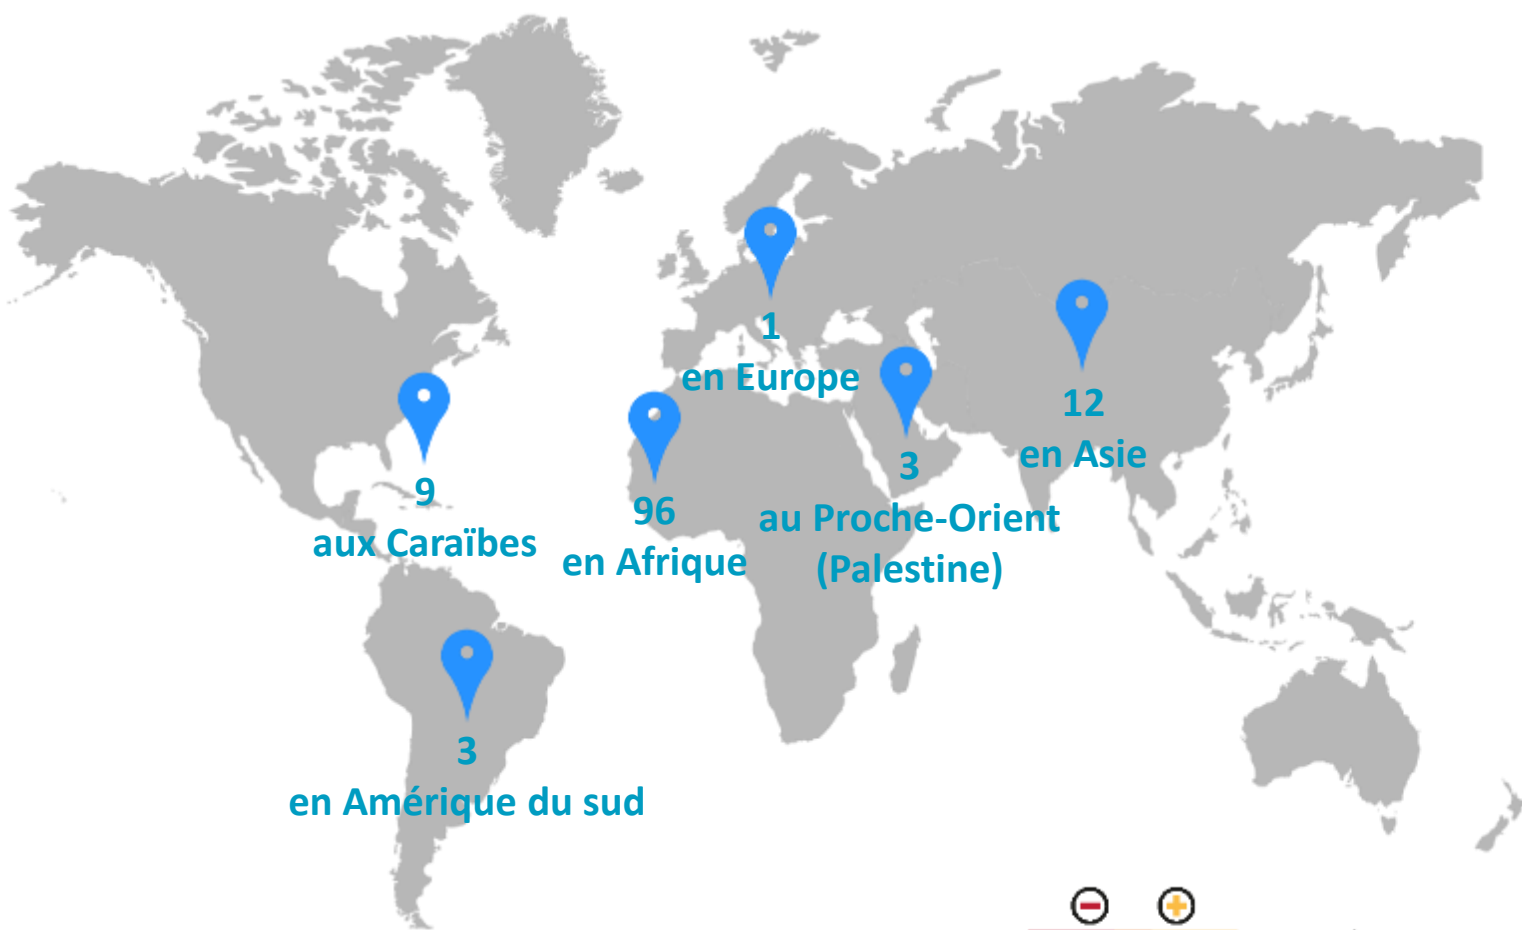 1
en Europe
12
en Asie
3
au Proche-Orient
(Palestine)
9
aux Caraïbes
96
en Afrique
3
en Amérique du sud